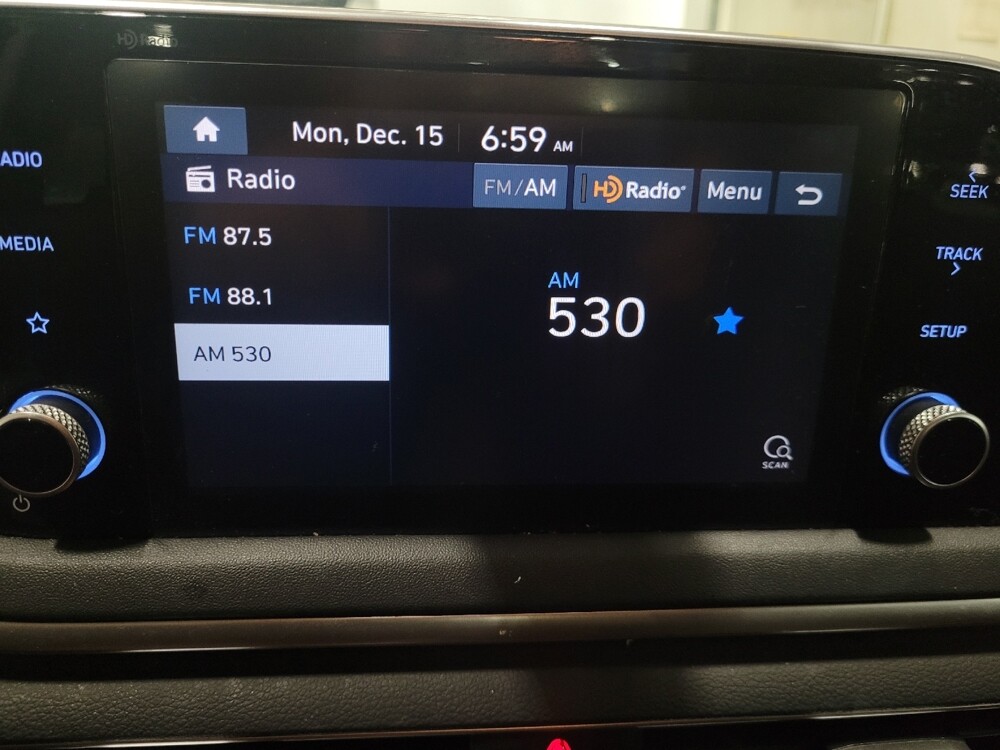 HD Radio
Mon, Dec. 15 6:59 AM
Radio FM/AM HD Radio® Menu
FM 87.5
FM 88.1
AM 530
AM
530
SCAN
ADIO
MEDIA
SEEK
TRACK
SETUP